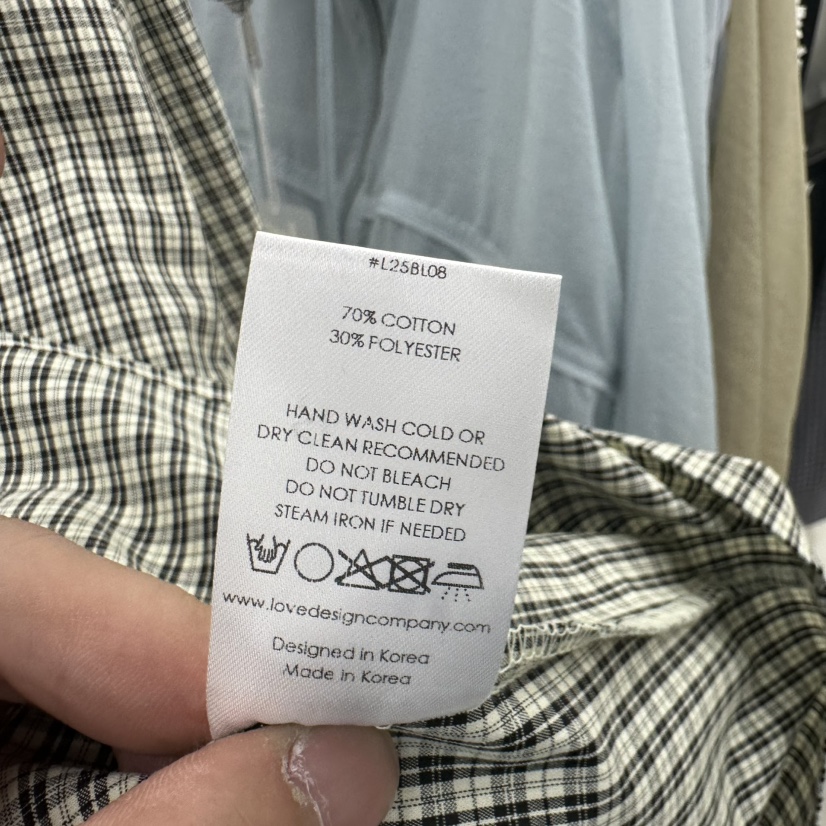 #L25BL08
70% COTTON
30% FOLYESTER
HAND WASH COLD OR
DRY CLEAN RECOMMENDED
DO NOT BLEACH
DO NOT TUMBLE DRY
STEAM IRON IF NEEDED
www.lovedesigncompany.com
Designed in Korea
Made in Korea